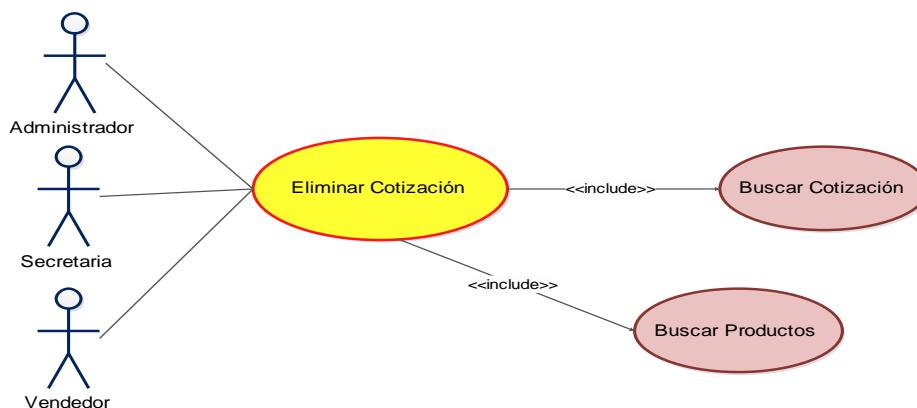 Administrador
Secretaria
Vendedor
Eliminar Cotización
<<include>>
Buscar Cotización
<<include>>
Buscar Productos